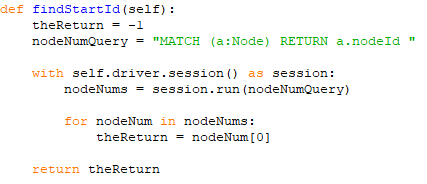 def findStartId(self):
    theReturn = -1
    nodeNumQuery = "MATCH (a:Node) RETURN a.nodeId "

    with self.driver.session() as session:
        nodeNums = session.run(nodeNumQuery)

        for nodeNum in nodeNums:
            theReturn = nodeNum[0]

    return theReturn